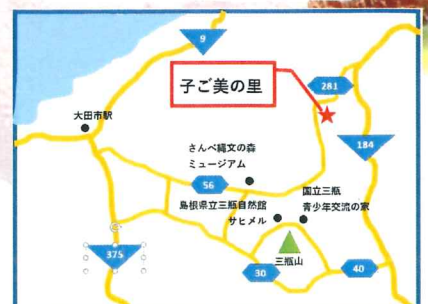 9
子ご美の里
281
大田市駅
184
さんべ縄文の森
ミュージアム
56
国立三瓶
青少年交流の家
島根県立三瓶自然館
サヒメル
375
三瓶山
30
40